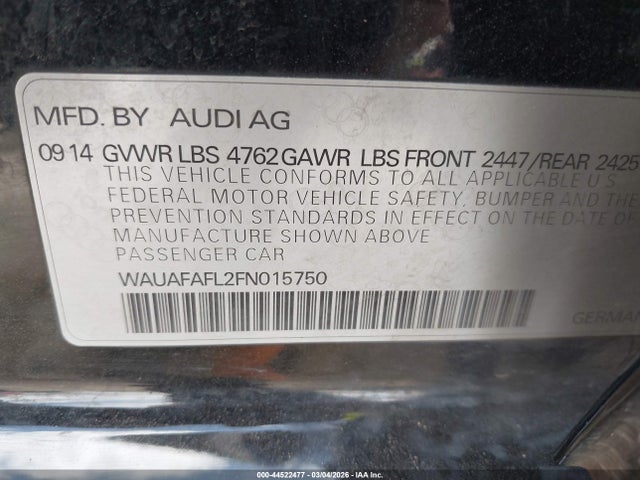 MFD. BY AUDI AG
09 14 GVWR LBS 4762 GAWR LBS FRONT 2447/REAR 2425
THIS VEHICLE CONFORMS TO ALL APPLICABLE U S
FEDERAL MOTOR VEHICLE SAFETY, BUMPER AND THE
PREVENTION STANDARDS IN EFFECT ON THE DATE OF
MANUFACTURE SHOWN ABOVE
PASSENGER CAR
WAUAFAFL2FN015750
GERMAN
000-44522477 — 03/04/2026 — IAA Inc.